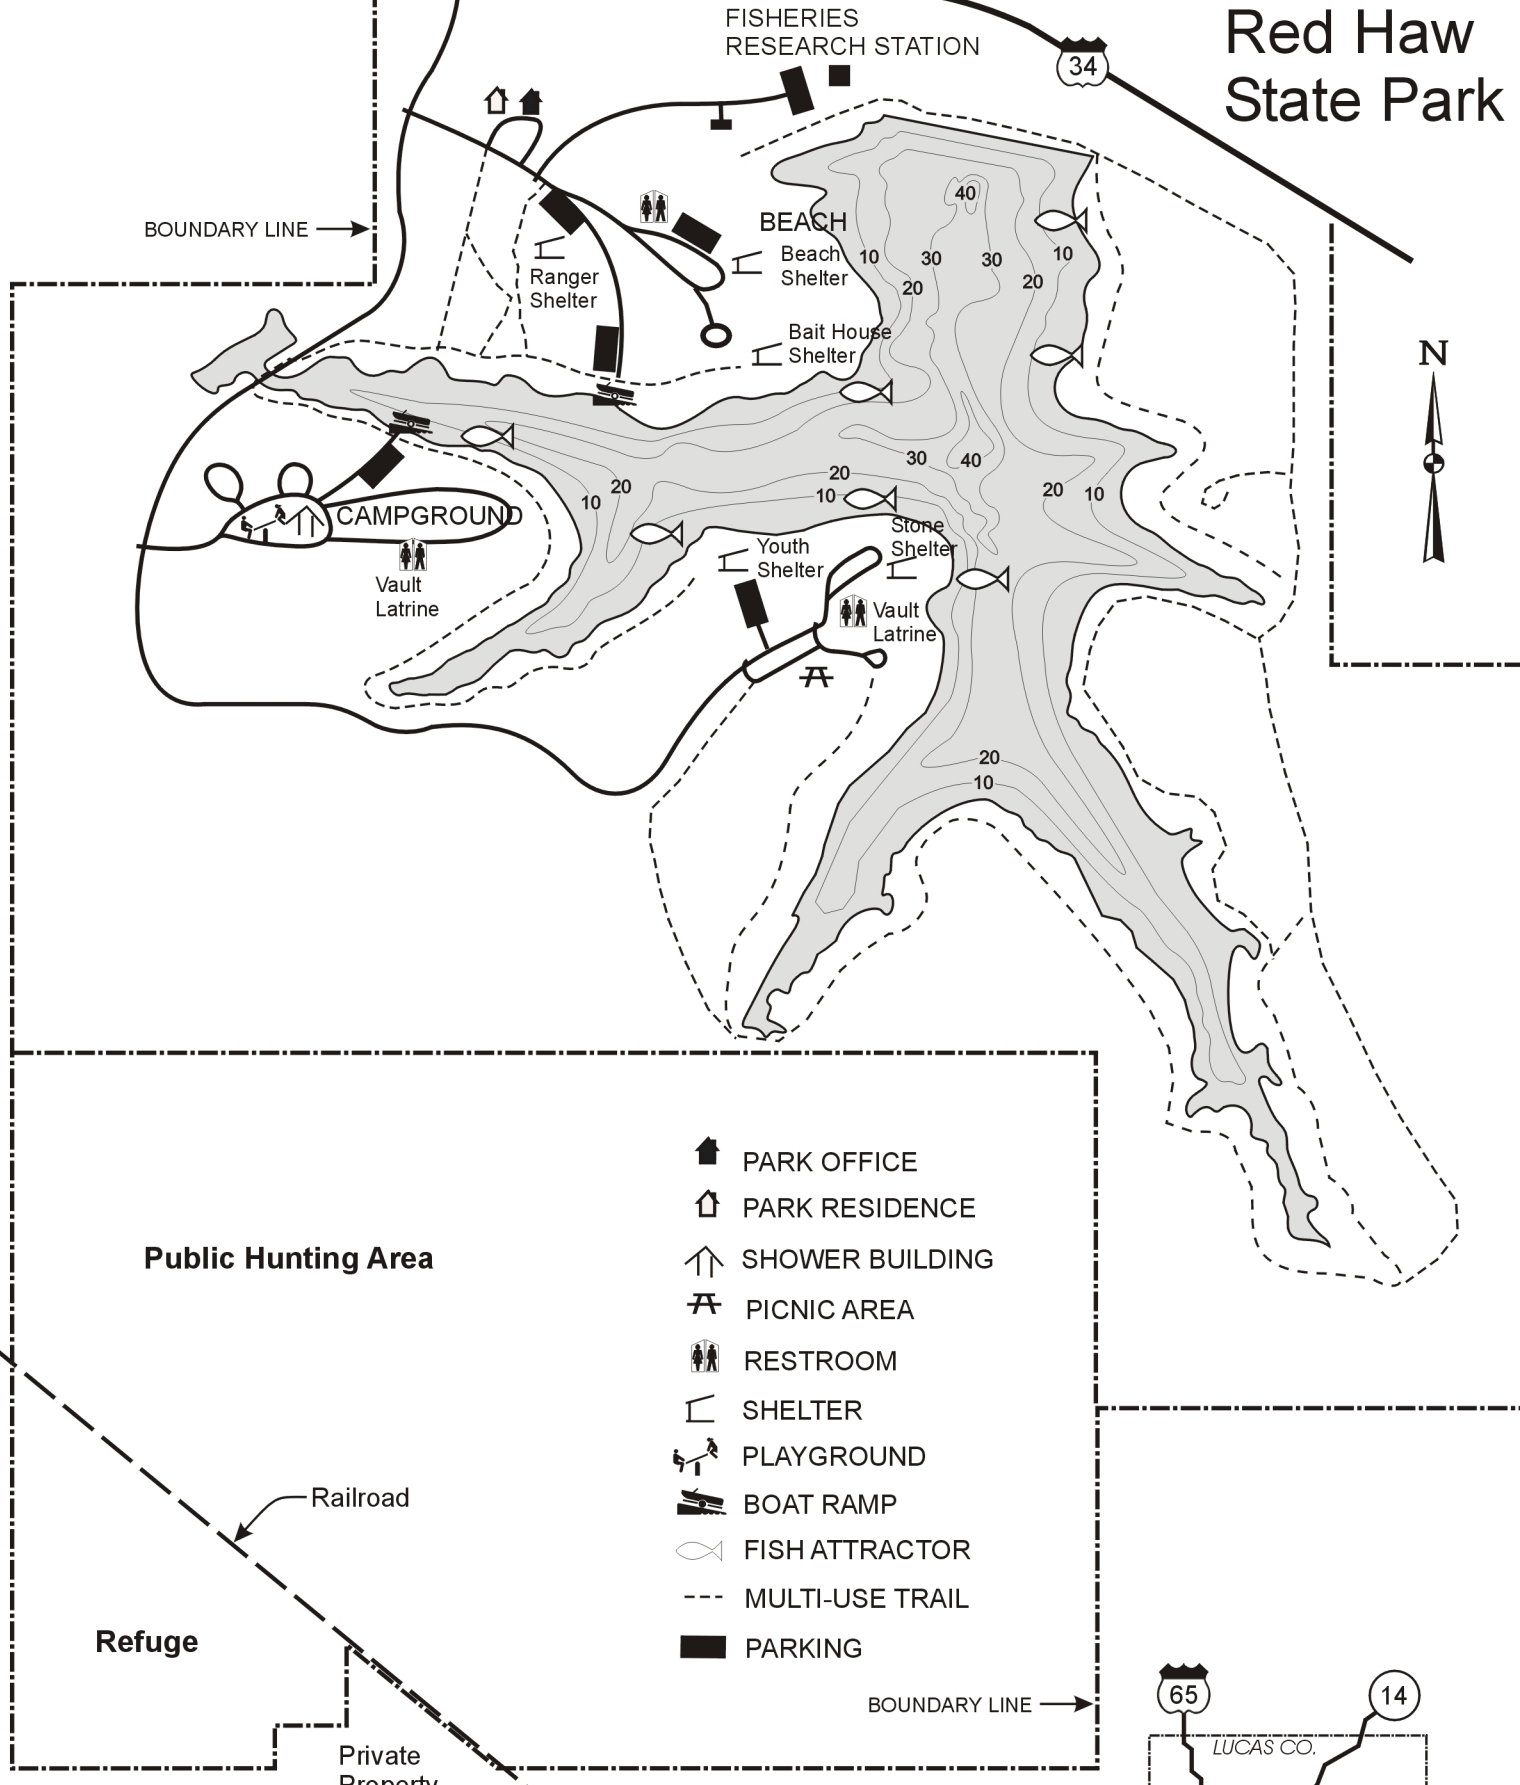 FISHERIES
RESEARCH STATION
Red Haw
State Park
34
BOUNDARY LINE
BEACH
Beach
Shelter
Ranger
Shelter
Bait House
Shelter
40
10
30
30
10
20
20
N
30
40
20
10
20
10
20
10
CAMPGROUND
Vault
Latrine
Youth
Shelter
Stone
Shelter
Vault
Latrine
20
10
PARK OFFICE
PARK RESIDENCE
SHOWER BUILDING
PICNIC AREA
RESTROOM
SHELTER
PLAYGROUND
BOAT RAMP
FISH ATTRACTOR
MULTI-USE TRAIL
PARKING
Public Hunting Area
Railroad
Refuge
BOUNDARY LINE
Private
Property
65
14
LUCAS CO.